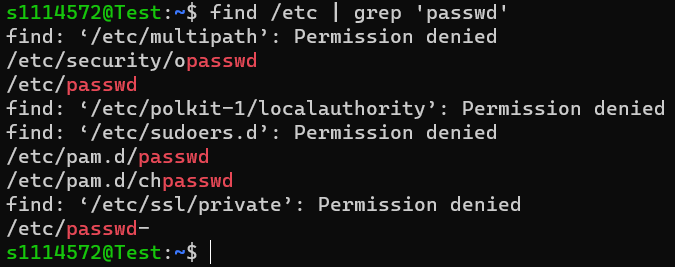 s1114572@Test:~$ find /etc | grep 'passwd'
find: ‘/etc/multipath’: Permission denied
/etc/security/opasswd
/etc/passwd
find: ‘/etc/polkit-1/localauthority’: Permission denied
find: ‘/etc/sudoers.d’: Permission denied
/etc/pam.d/passwd
/etc/pam.d/chpasswd
find: ‘/etc/ssl/private’: Permission denied
/etc/passwd-
s1114572@Test:~$